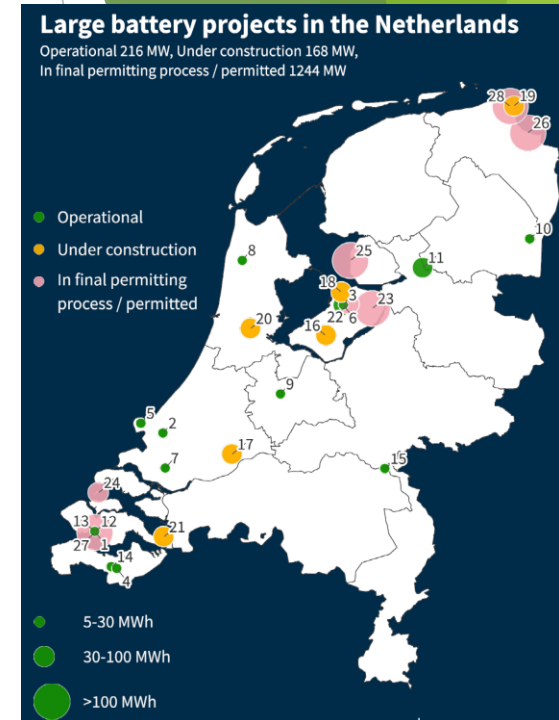 Large battery projects in the Netherlands
Operational 216 MW, Under construction 168 MW,
In final permitting process / permitted 1244 MW
28 19
26
Operational
Under construction
In final permitting
process / permitted
10
8
25
11
18
3
23
22 6
16
20
9
5
2
17
7
15
24
13 12
21
27 1
14
4
5-30 MWh
30-100 MWh
>100 MWh